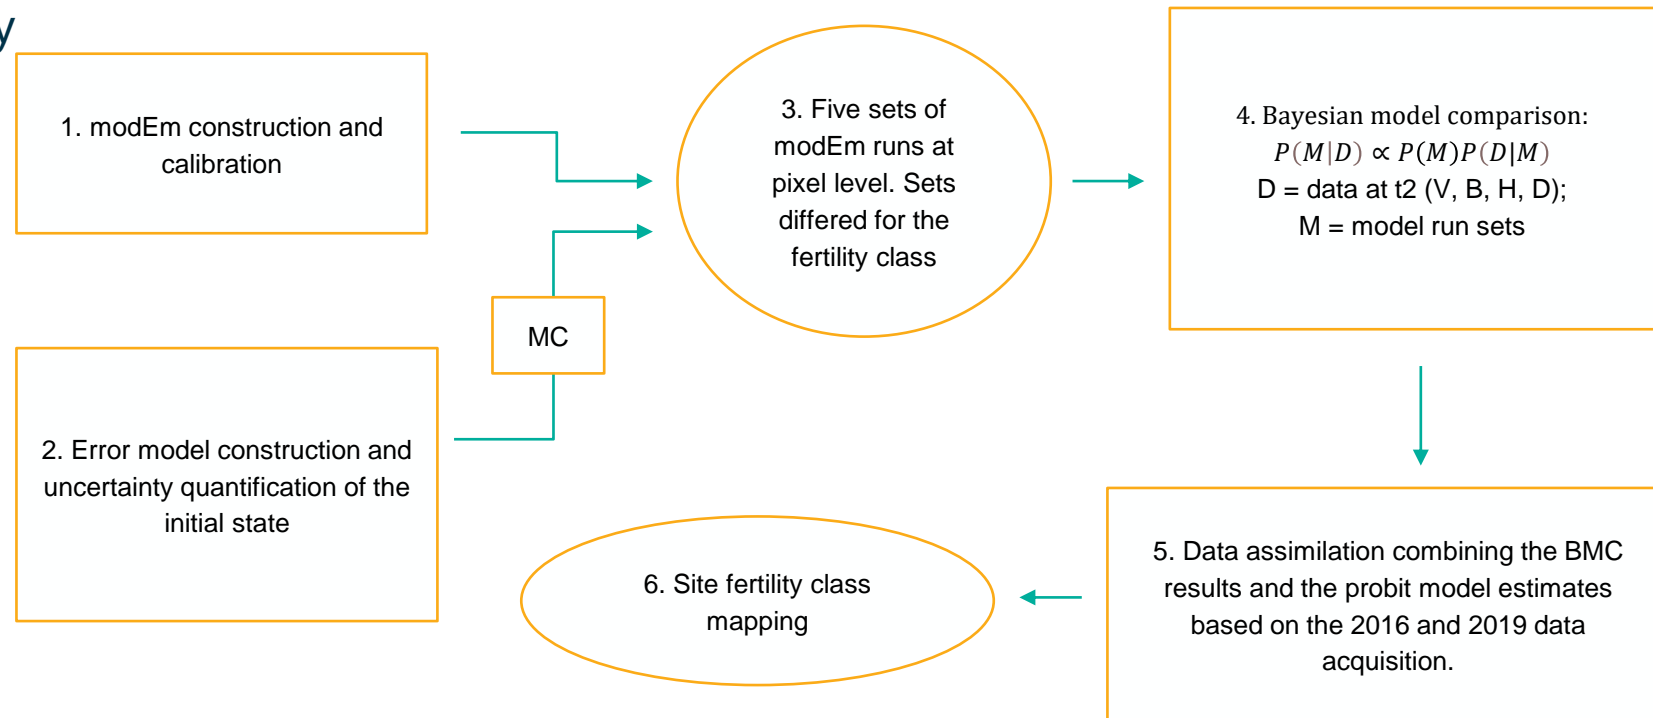 y
1. modEm construction and
calibration
2. Error model construction and
uncertainty quantification of the
initial state
MC
3. Five sets of
modEm runs at
pixel level. Sets
differed for the
fertility class
4. Bayesian model comparison:
P(M|D) ∝ P(M)P(D|M)
D = data at t2 (V, B, H, D);
M = model run sets
5. Data assimilation combining the BMC
results and the probit model estimates
based on the 2016 and 2019 data
acquisition.
6. Site fertility class
mapping